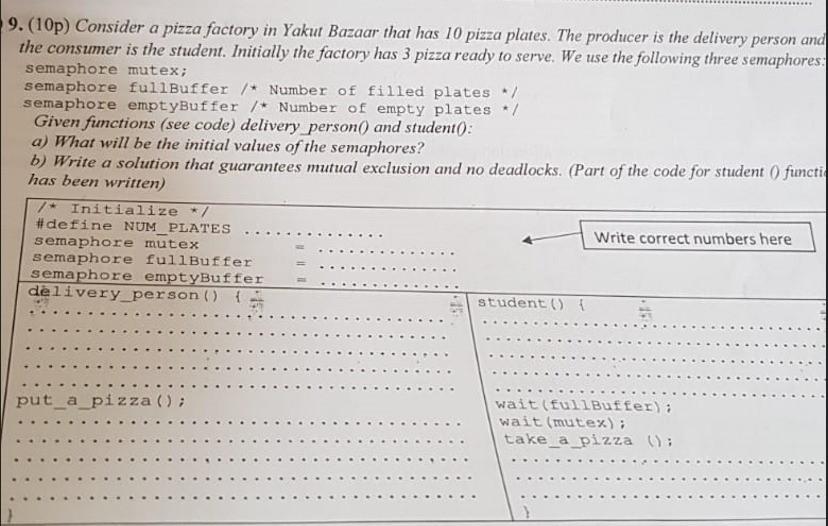 9. (10p) Consider a pizza factory in Yakut Bazaar that has 10 pizza plates. The producer is the delivery person and
the consumer is the student. Initially the factory has 3 pizza ready to serve. We use the following three semaphores:
semaphore mutex;
semaphore fullBuffer /* Number of filled plates */
semaphore emptyBuffer /* Number of empty plates */
Given functions (see code) delivery_person() and student():
a) What will be the initial values of the semaphores?
b) Write a solution that guarantees mutual exclusion and no deadlocks. (Part of the code for student () functi
has been written)
/* Initialize */
#define NUM_PLATES ..............
semaphore mutex = ..............
semaphore fullBuffer = ..............
semaphore emptyBuffer = ..............
Write correct numbers here
delivery_person() {
put_a_pizza();
}
student() {
wait(fullBuffer);
wait(mutex);
take_a_pizza ();
}